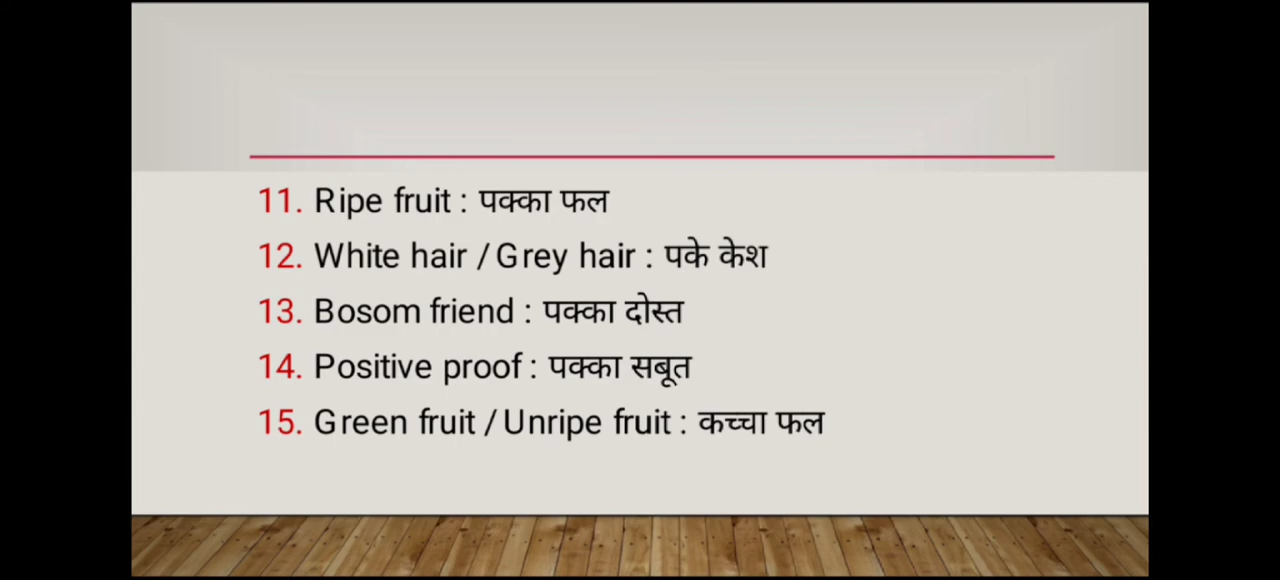 11. Ripe fruit : पक्का फल
12. White hair / Grey hair : पके केश
13. Bosom friend : पक्का दोस्त
14. Positive proof : पक्का सबूत
15. Green fruit / Unripe fruit : कच्चा फल